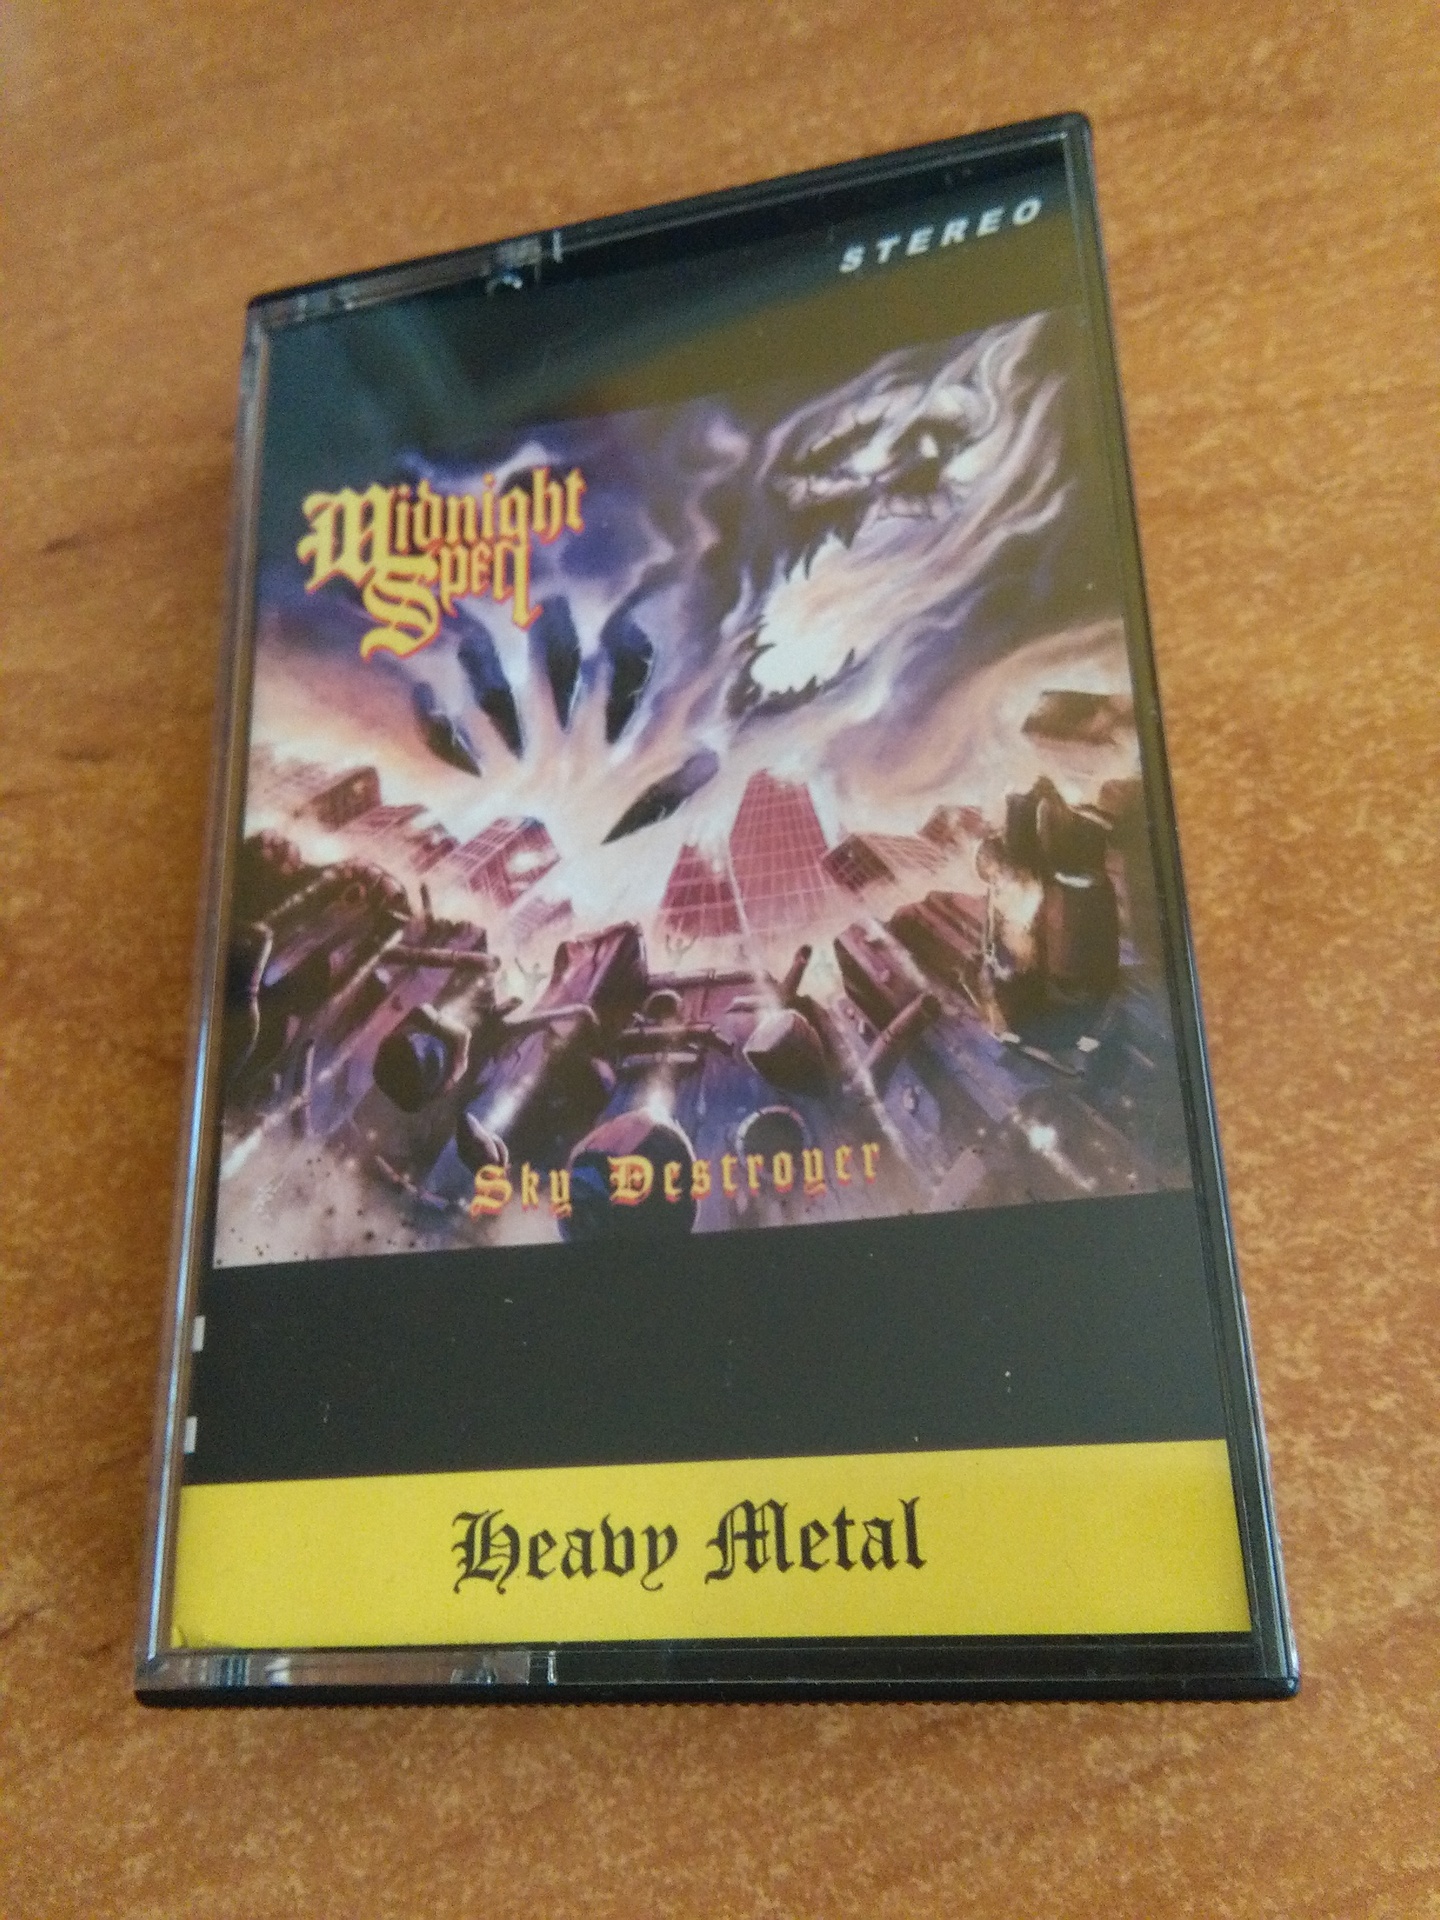 STEREO
Midnight
Spell
Sky Destroyer
Heavy Metal